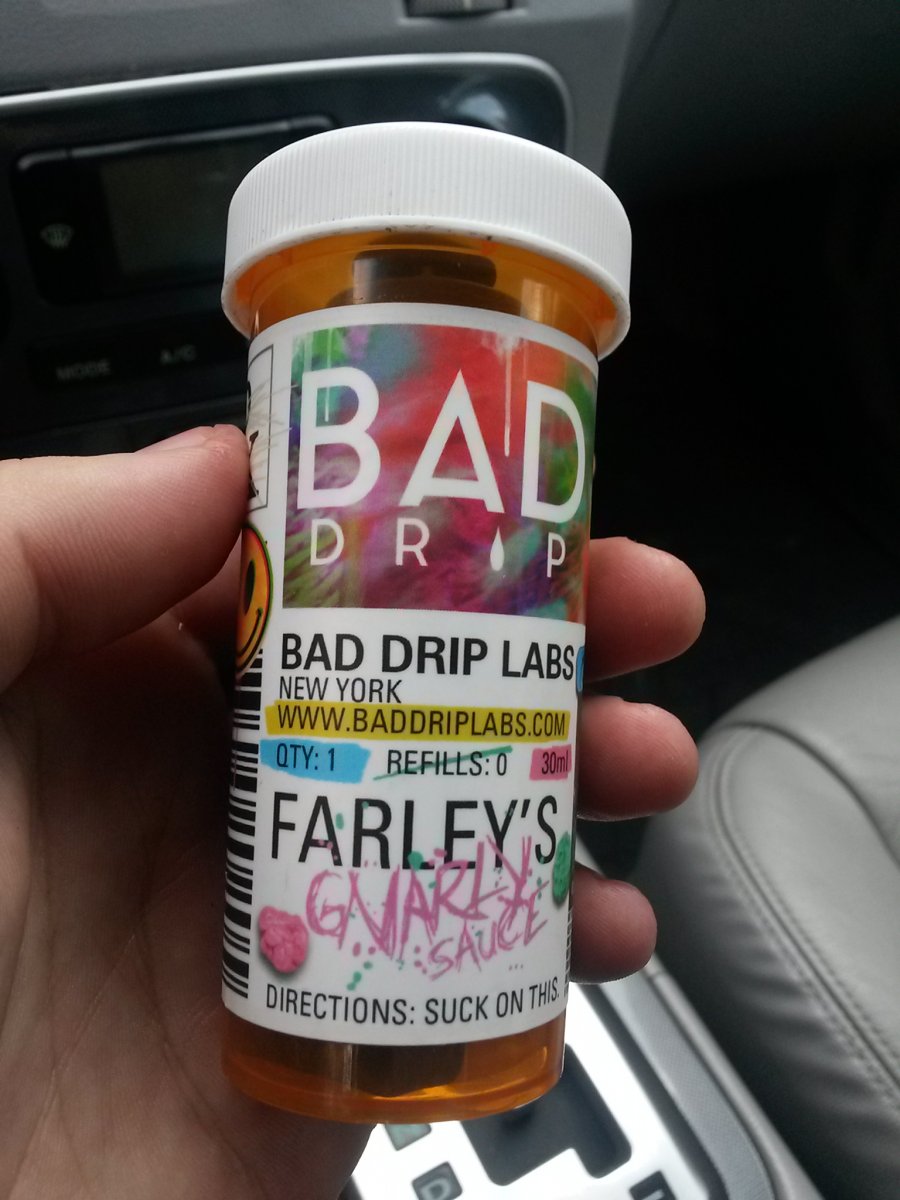 MODE A/C
BAD
DRIP
BAD DRIP LABS
NEW YORK
WWW.BADDRIPLABS.COM
QTY: 1 REFILLS: 0 30ml
FARLEY'S
GNARLY
SAUCE
DIRECTIONS: SUCK ON THIS.
D